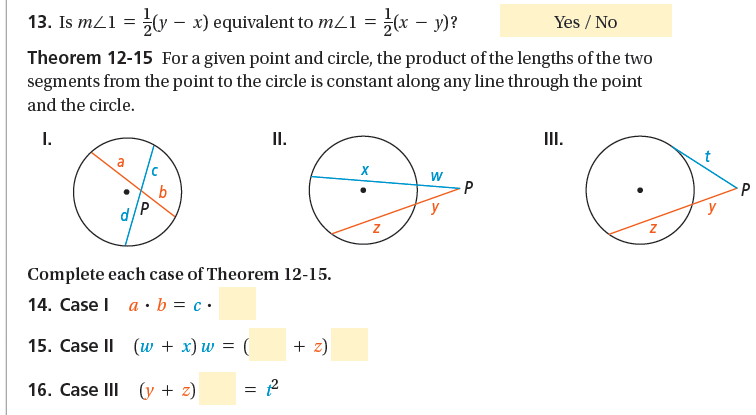 13. Is m∠1 = 1/2(y − x) equivalent to m∠1 = 1/2(x − y)? Yes / No
Theorem 12-15 For a given point and circle, the product of the lengths of the two
segments from the point to the circle is constant along any line through the point
and the circle.
I. II. III.
a c b d P
x w P y z
t P y z
Complete each case of Theorem 12-15.
14. Case I a · b = c ·
15. Case II (w + x) w = ( + z)
16. Case III (y + z) = t²